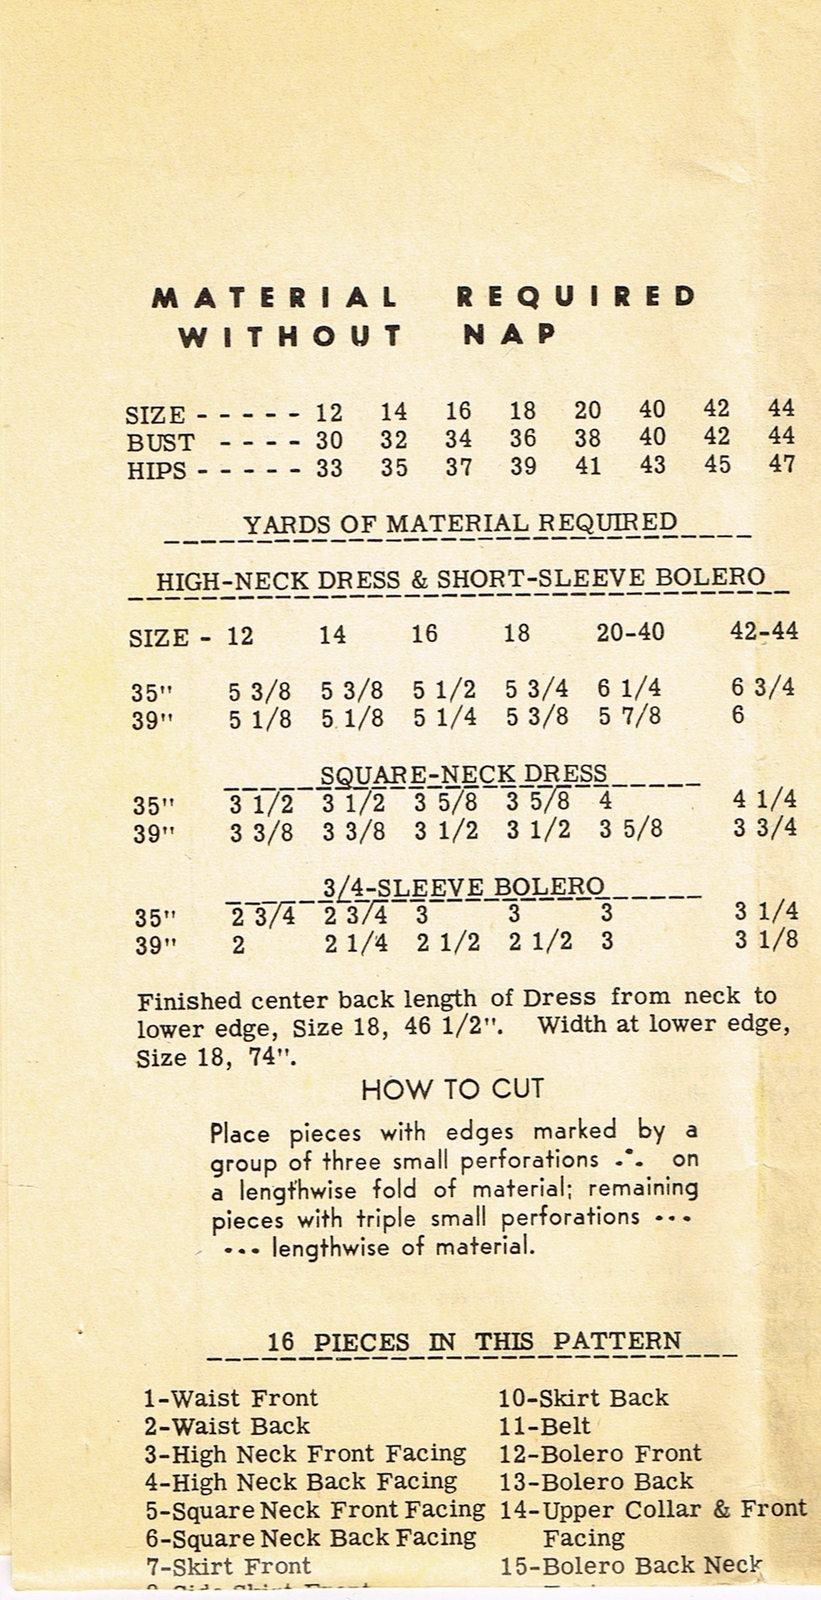 MATERIAL REQUIRED
WITHOUT NAP
SIZE - - - - - 12 14 16 18 20 40 42 44
BUST - - - - 30 32 34 36 38 40 42 44
HIPS - - - - - 33 35 37 39 41 43 45 47
YARDS OF MATERIAL REQUIRED
HIGH-NECK DRESS & SHORT-SLEEVE BOLERO
SIZE - 12 14 16 18 20-40 42-44
35" 5 3/8 5 3/8 5 1/2 5 3/4 6 1/4 6 3/4
39" 5 1/8 5 1/8 5 1/4 5 3/8 5 7/8 6
SQUARE-NECK DRESS
35" 3 1/2 3 1/2 3 5/8 3 5/8 4 4 1/4
39" 3 3/8 3 3/8 3 1/2 3 1/2 3 5/8 3 3/4
3/4-SLEEVE BOLERO
35" 2 3/4 2 3/4 3 3 3 3 1/4
39" 2 2 1/4 2 1/2 2 1/2 3 3 1/8
Finished center back length of Dress from neck to
lower edge, Size 18, 46 1/2". Width at lower edge,
Size 18, 74".
HOW TO CUT
Place pieces with edges marked by a
group of three small perforations .•. on
a lengthwise fold of material; remaining
pieces with triple small perforations •••
••• lengthwise of material.
16 PIECES IN THIS PATTERN
1-Waist Front
2-Waist Back
3-High Neck Front Facing
4-High Neck Back Facing
5-Square Neck Front Facing
6-Square Neck Back Facing
7-Skirt Front
8-Side Skirt Front
10-Skirt Back
11-Belt
12-Bolero Front
13-Bolero Back
14-Upper Collar & Front
Facing
15-Bolero Back Neck